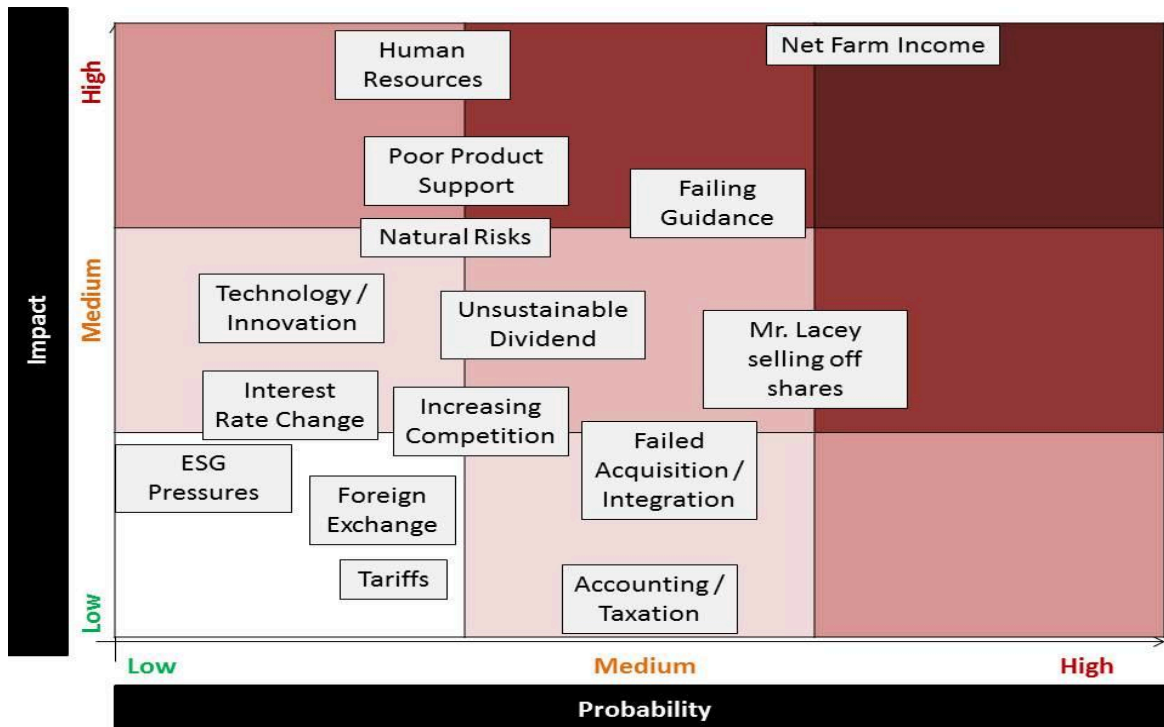 Human
Resources
Net Farm Income
Poor Product
Support
Failing
Guidance
Natural Risks
Technology /
Innovation
Unsustainable
Dividend
Mr. Lacey
selling off
shares
Interest
Rate Change
Increasing
Competition
Failed
Acquisition /
Integration
ESG
Pressures
Foreign
Exchange
Tariffs
Accounting /
Taxation
Impact
High
Medium
Low
Low
Medium
High
Probability